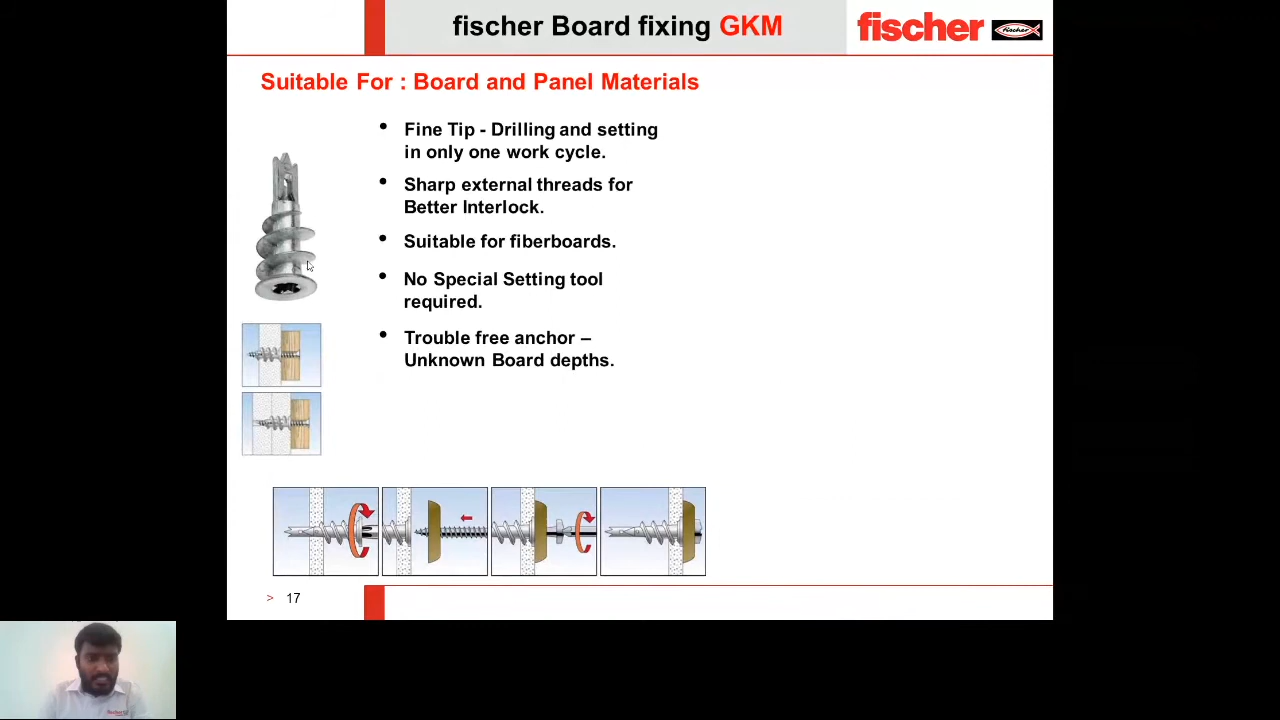 fischer Board fixing GKM
fischer
fischer
Suitable For : Board and Panel Materials
• Fine Tip - Drilling and setting
in only one work cycle.
• Sharp external threads for
Better Interlock.
• Suitable for fiberboards.
• No Special Setting tool
required.
• Trouble free anchor –
Unknown Board depths.
> 17
fischer